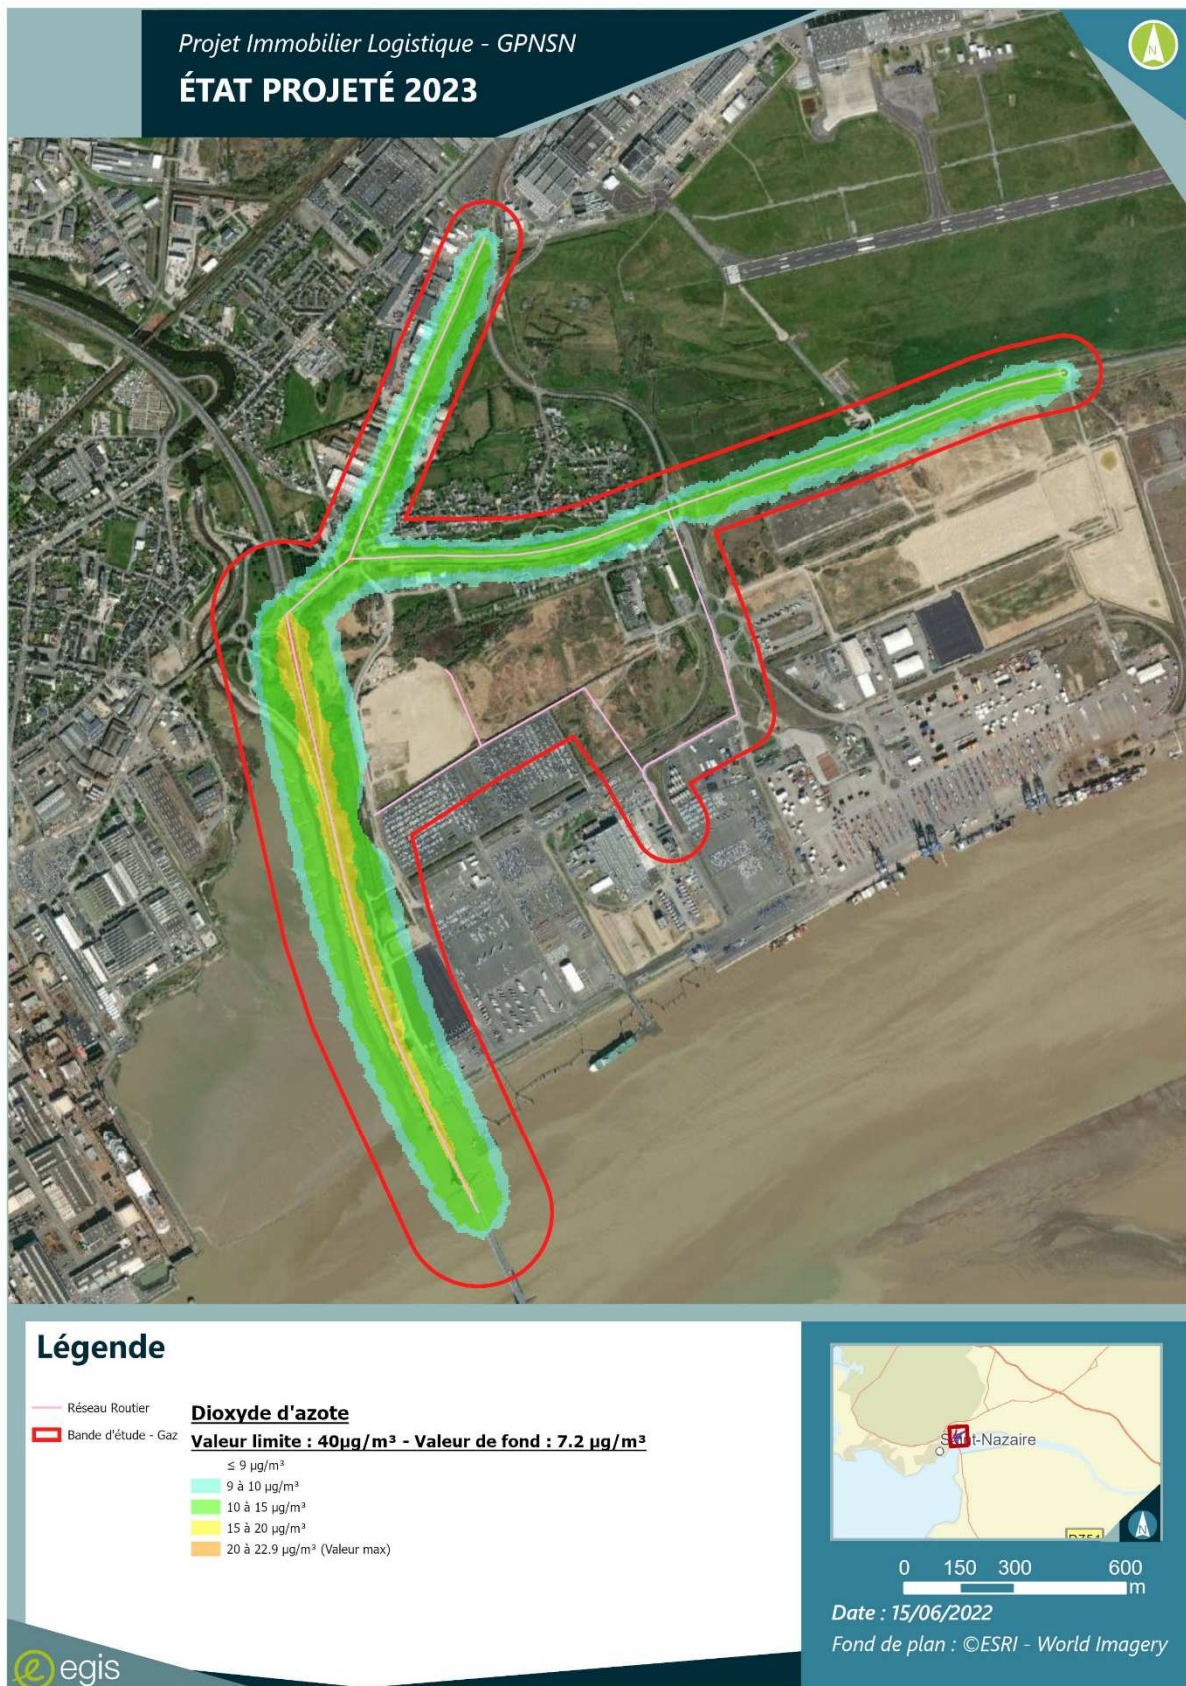 Projet Immobilier Logistique - GPNSN
ÉTAT PROJETÉ 2023
N
Légende
Réseau Routier
Bande d'étude - Gaz
Dioxyde d'azote
Valeur limite : 40µg/m³ - Valeur de fond : 7.2 µg/m³
≤ 9 µg/m³
9 à 10 µg/m³
10 à 15 µg/m³
15 à 20 µg/m³
20 à 22.9 µg/m³ (Valeur max)
Saint-Nazaire
D751
N
0 150 300 600
m
Date : 15/06/2022
Fond de plan : ©ESRI - World Imagery
egis